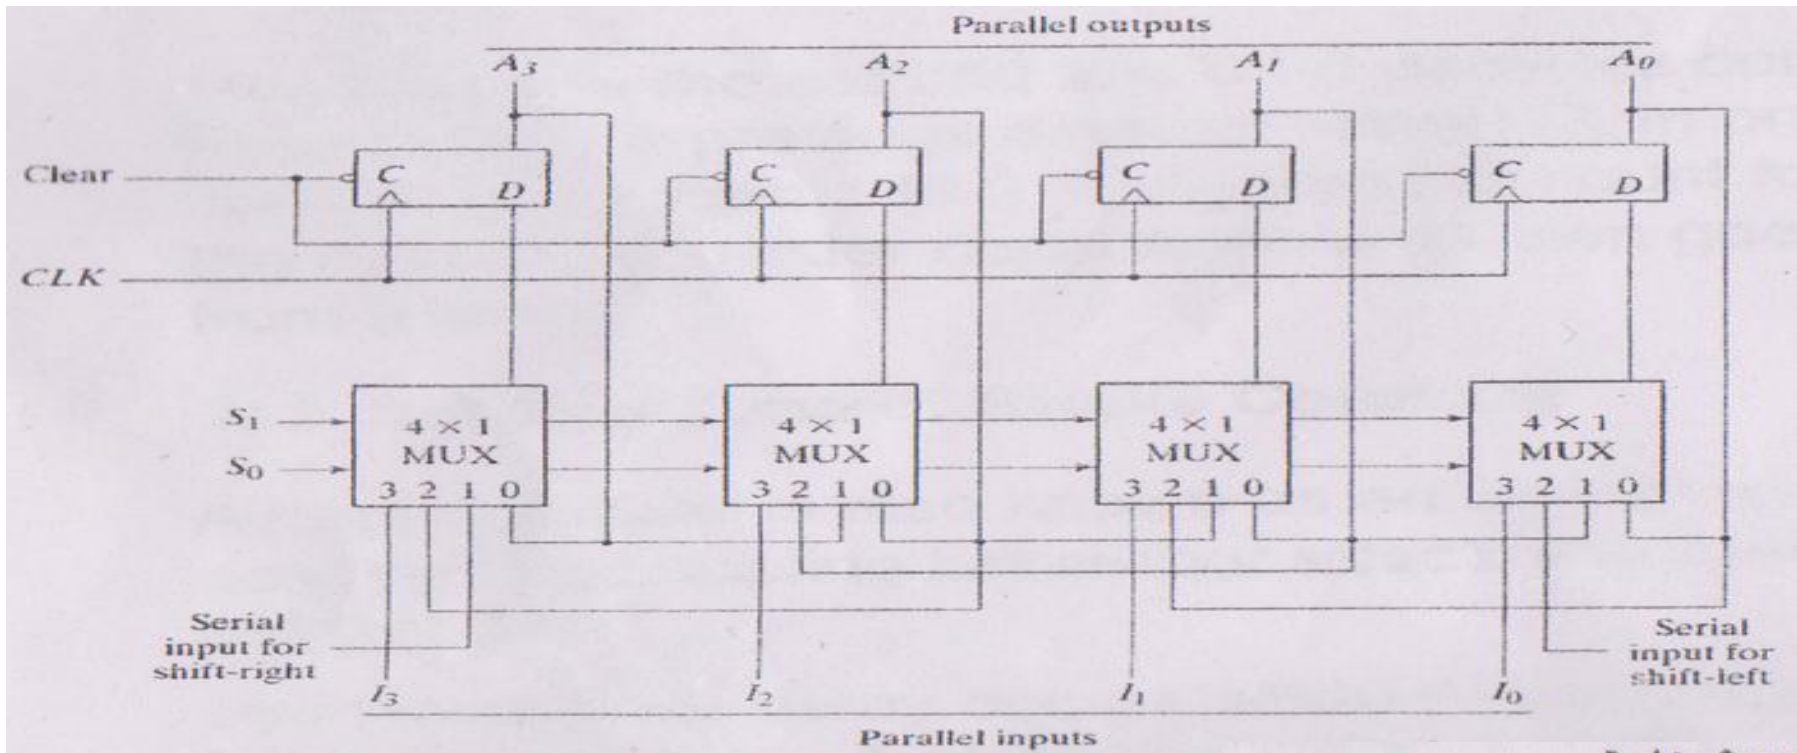 Parallel outputs
A3 A2 A1 A0
Clear C D C D C D C D
CLK
S1 4 × 1 4 × 1 4 × 1 4 × 1
S0 MUX MUX MUX MUX
3 2 1 0 3 2 1 0 3 2 1 0 3 2 1 0
Serial
input for
shift-right
Serial
input for
shift-left
I3 I2 I1 I0
Parallel inputs